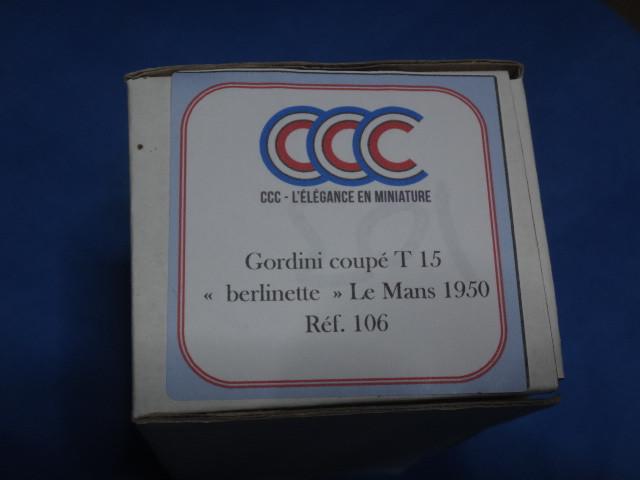 CCC
CCC - L'ÉLÉGANCE EN MINIATURE
Gordini coupé T 15
« berlinette » Le Mans 1950
Réf. 106